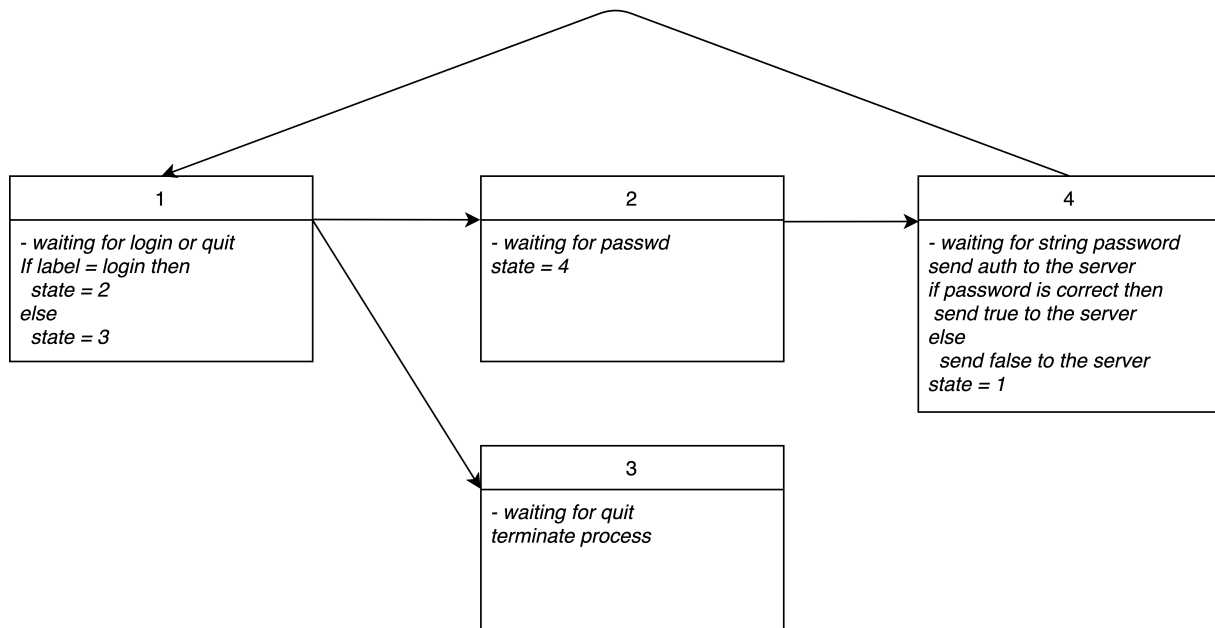 1
- waiting for login or quit
If label = login then
state = 2
else
state = 3
2
- waiting for passwd
state = 4
4
- waiting for string password
send auth to the server
if password is correct then
send true to the server
else
send false to the server
state = 1
3
- waiting for quit
terminate process